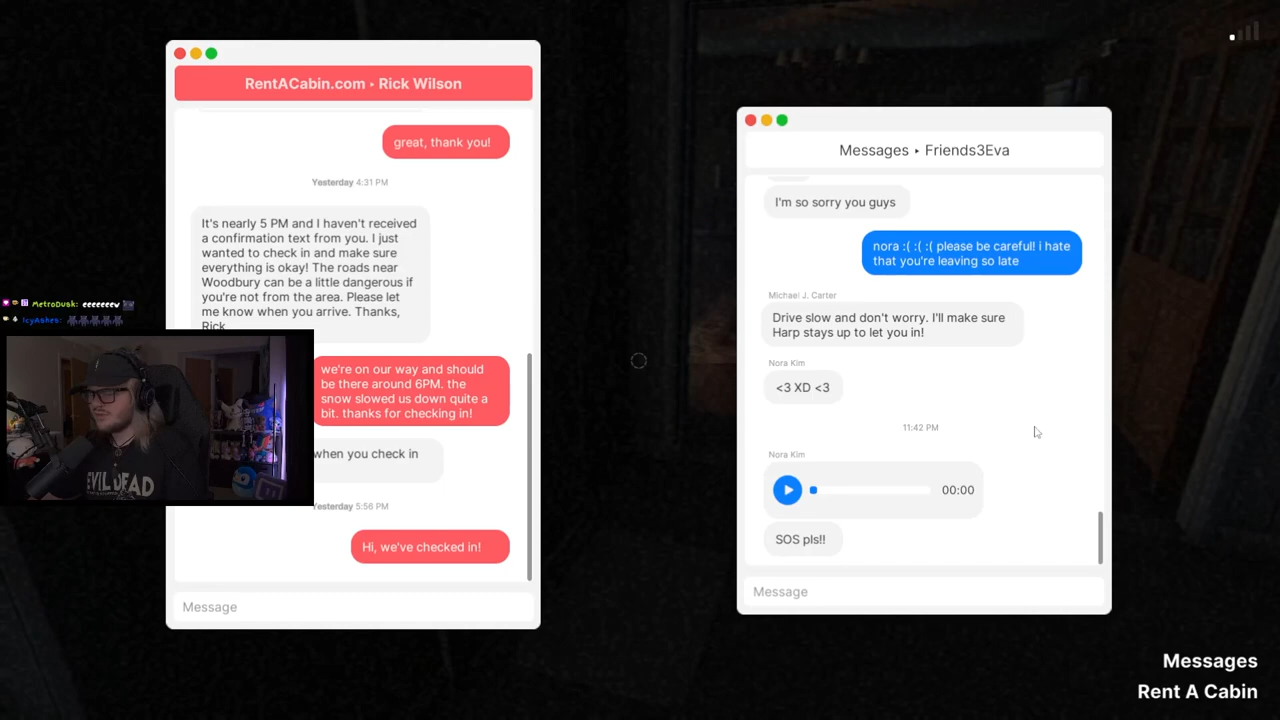 RentACabin.com ▸ Rick Wilson
great, thank you!
Yesterday 4:31 PM
It's nearly 5 PM and I haven't received
a confirmation text from you. I just
wanted to check in and make sure
everything is okay! The roads near
Woodbury can be a little dangerous if
you're not from the area. Please let
me know when you arrive. Thanks,
Rick
we're on our way and should
be there around 6PM. the
snow slowed us down quite a
bit. thanks for checking in!
when you check in
Yesterday 5:56 PM
Hi, we've checked in!
Message
MetroDusk: eeeeeeew
IcyAshes:
EVIL DEAD
Messages ▸ Friends3Eva
I'm so sorry you guys
nora :( :( :( please be careful! i hate
that you're leaving so late
Michael J. Carter
Drive slow and don't worry. I'll make sure
Harp stays up to let you in!
Nora Kim
<3 XD <3
11:42 PM
Nora Kim
00:00
SOS pls!!
Message
Messages
Rent A Cabin